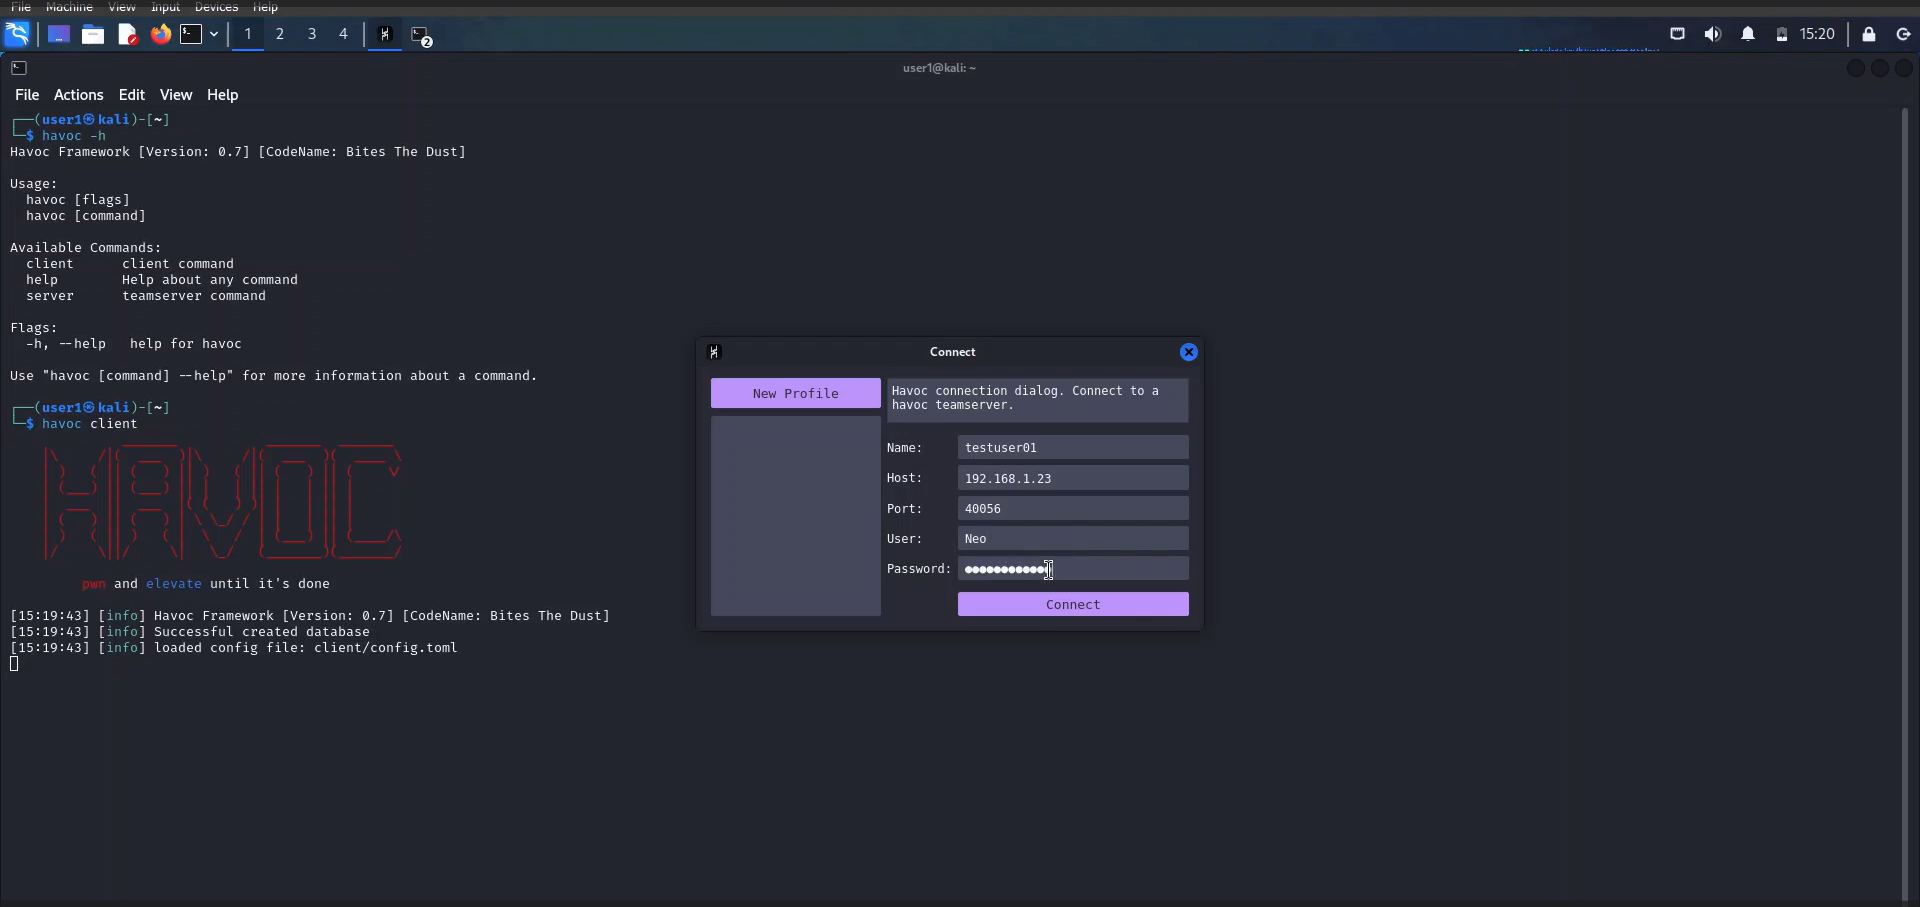 File Machine View Input Devices Help
1 2 3 4 2 15:20
user1@kali: ~
File Actions Edit View Help
┌──(user1㉿kali)-[~]
└─$ havoc -h
Havoc Framework [Version: 0.7] [CodeName: Bites The Dust]
Usage:
havoc [flags]
havoc [command]
Available Commands:
client client command
help Help about any command
server teamserver command
Flags:
-h, --help help for havoc
Use "havoc [command] --help" for more information about a command.
┌──(user1㉿kali)-[~]
└─$ havoc client
HAVOC
pwn and elevate until it's done
[15:19:43] [info] Havoc Framework [Version: 0.7] [CodeName: Bites The Dust]
[15:19:43] [info] Successful created database
[15:19:43] [info] loaded config file: client/config.toml
Connect
New Profile
Havoc connection dialog. Connect to a
havoc teamserver.
Name: testuser01
Host: 192.168.1.23
Port: 40056
User: Neo
Password: ●●●●●●●●●●●●
Connect